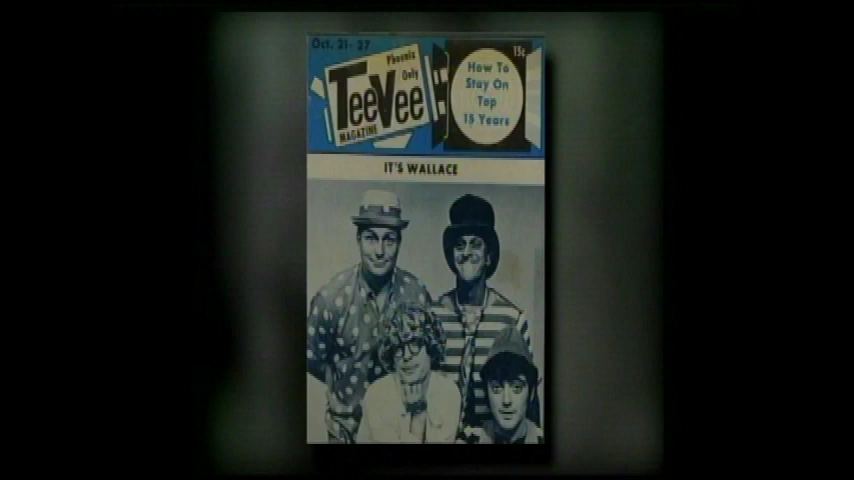 Oct. 21-27
Phoenix
Only
TeeVee
MAGAZINE
15¢
How To
Stay On
Top
15 Years
IT'S WALLACE